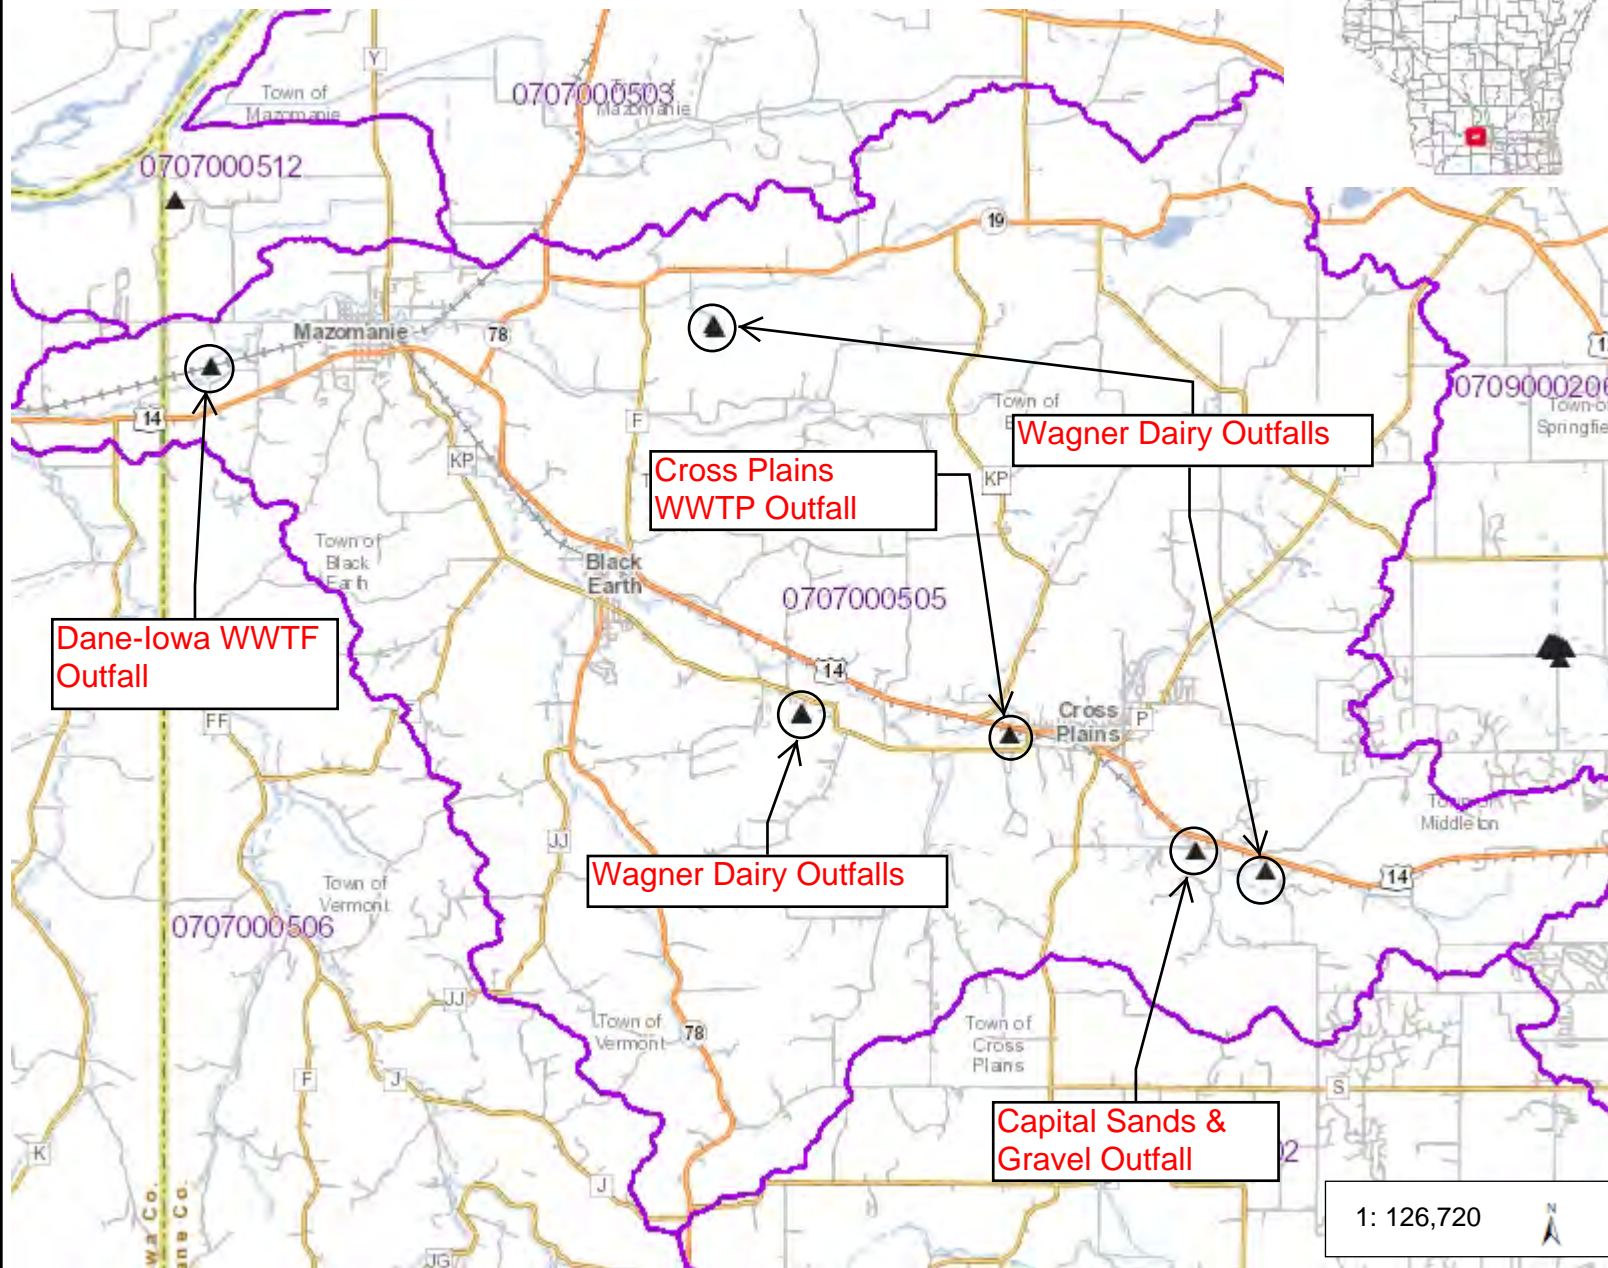 Y
0707000503
Town of
Mazomanie
Mazomanie
0707000512
19
Mazomanie
78
14
0709000206
Town of
F
Wagner Dairy Outfalls
KP
Cross Plains
WWTP Outfall
KP
Town of
Black
Earth
Black
Earth
0707000505
Dane-Iowa WWTF
Outfall
14
FF
Cross
Plains
P
Town of
Middleton
JJ
Wagner Dairy Outfalls
14
Town of
Vermont
0707000506
JJ
Town of
Vermont
78
Town of
Cross
Plains
F
J
S
Capital Sands &
Gravel Outfall
K
J
JG
1: 126,720
N